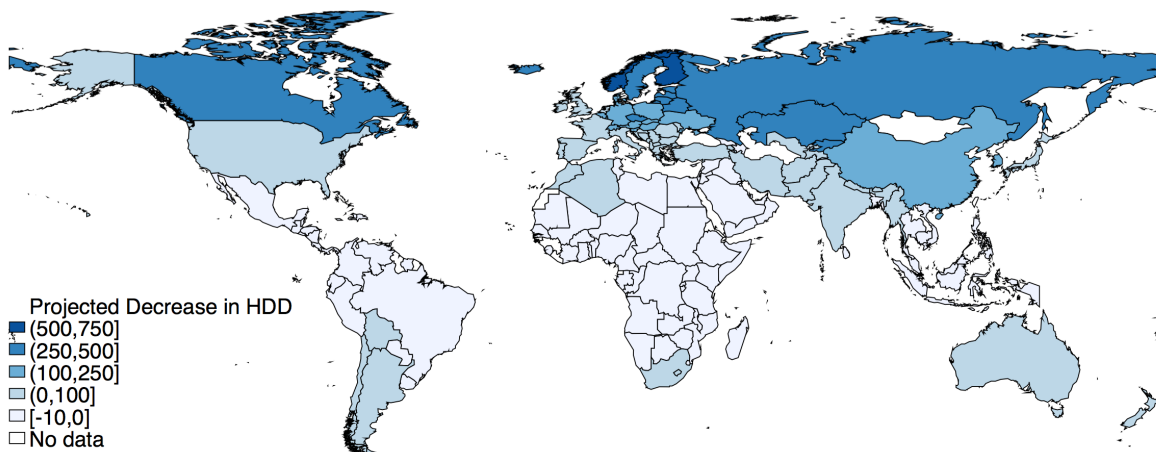 Projected Decrease in HDD
(500,750]
(250,500]
(100,250]
(0,100]
[-10,0]
No data